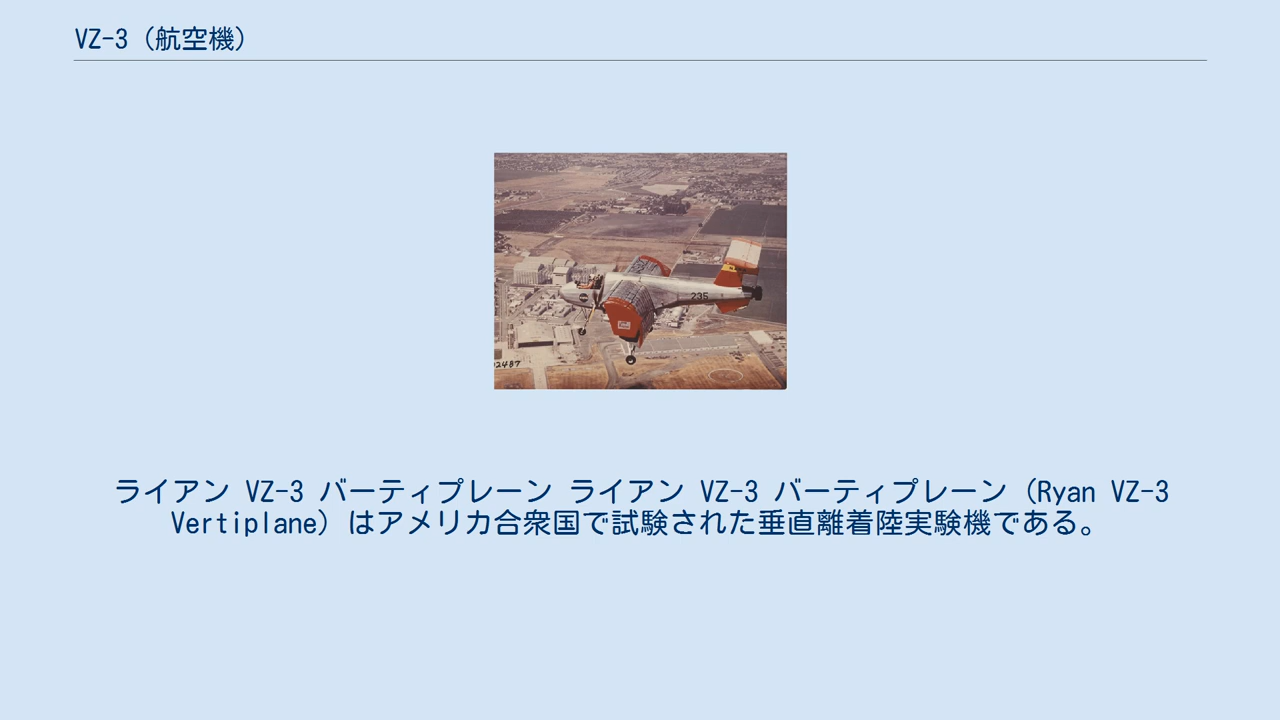 VZ-3（航空機）
235
2487
ライアン VZ-3 バーティプレーン ライアン VZ-3 バーティプレーン（Ryan VZ-3
Vertiplane）はアメリカ合衆国で試験された垂直離着陸実験機である。